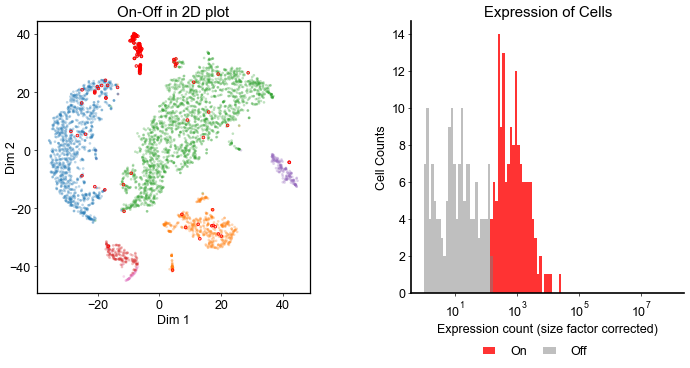 On-Off in 2D plot
40
20
0
−20
−40
Dim 2
−20
0
20
40
Dim 1
Expression of Cells
14
12
10
8
6
4
2
0
Cell Counts
10^1
10^3
10^5
10^7
Expression count (size factor corrected)
On
Off